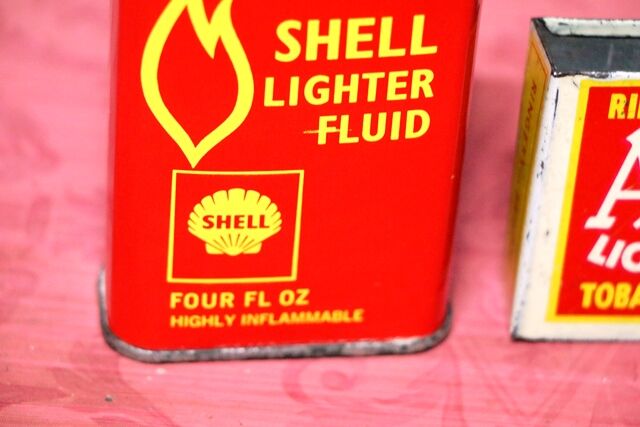 SHELL
LIGHTER
FLUID
SHELL
FOUR FL OZ
HIGHLY INFLAMMABLE